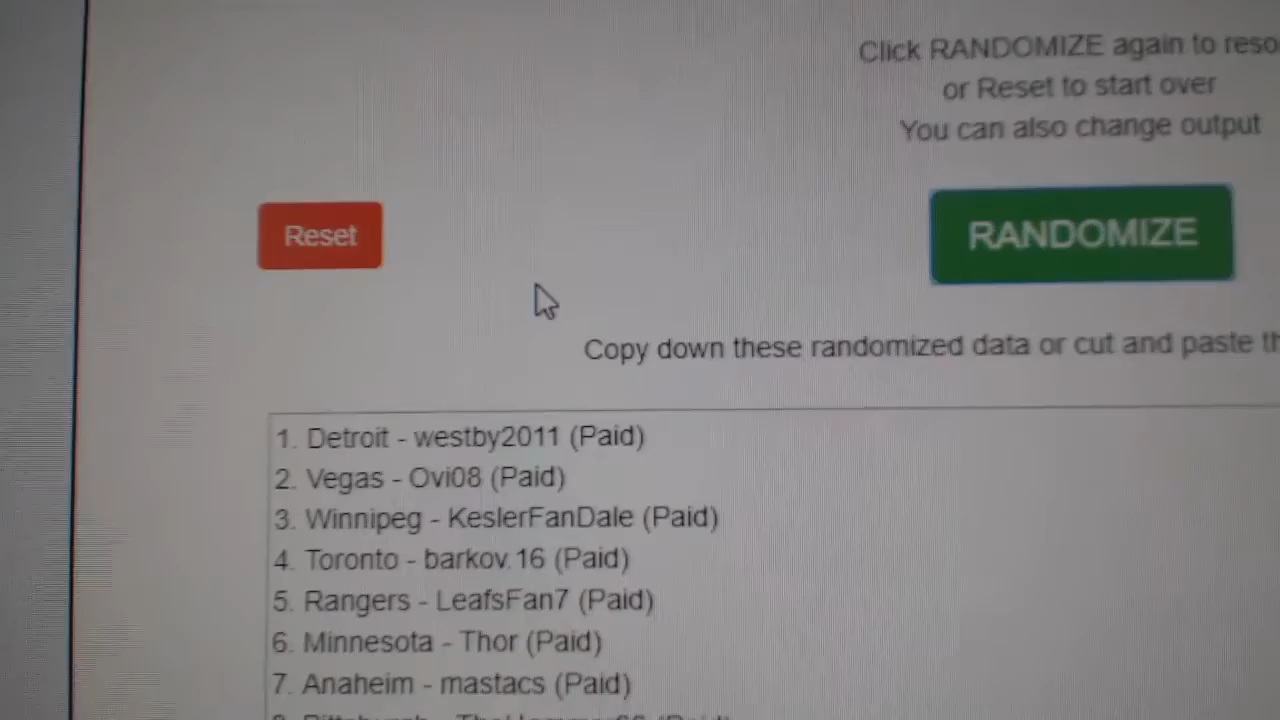 Click RANDOMIZE again to reso
or Reset to start over
You can also change output
Reset
RANDOMIZE
Copy down these randomized data or cut and paste th
1. Detroit - westby2011 (Paid)
2. Vegas - Ovi08 (Paid)
3. Winnipeg - KeslerFanDale (Paid)
4. Toronto - barkov.16 (Paid)
5. Rangers - LeafsFan7 (Paid)
6. Minnesota - Thor (Paid)
7. Anaheim - mastacs (Paid)